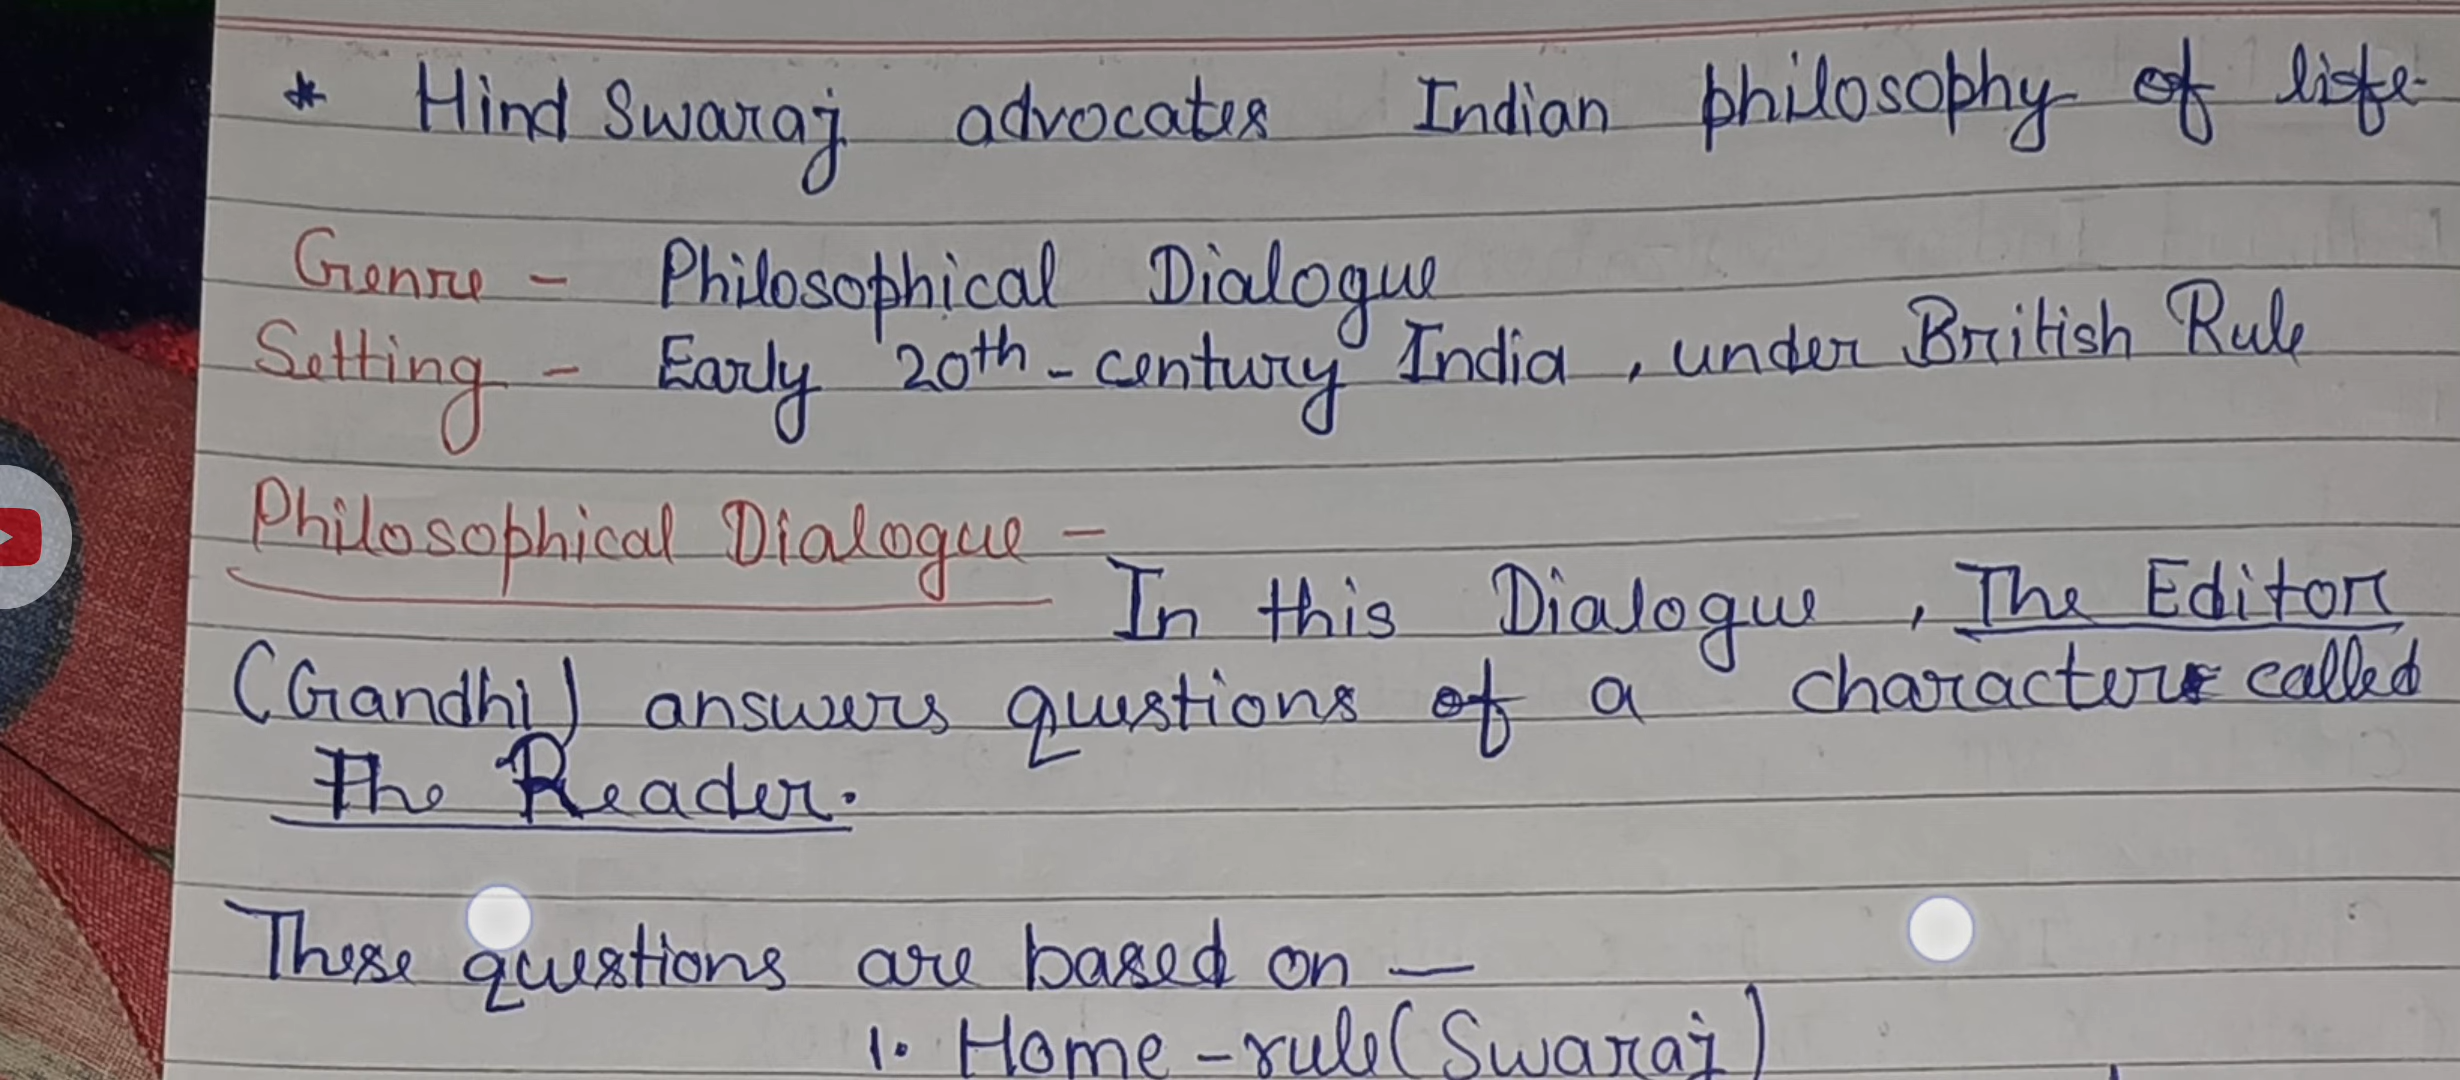 * Hind Swaraj advocates Indian philosophy of life
Genre - Philosophical Dialogue
Setting - Early 20th-century India, under British Rule
Philosophical Dialogue -
In this Dialogue, The Editor
(Gandhi) answers questions of a character called
The Reader.
These questions are based on —
1. Home-rule (Swaraj)